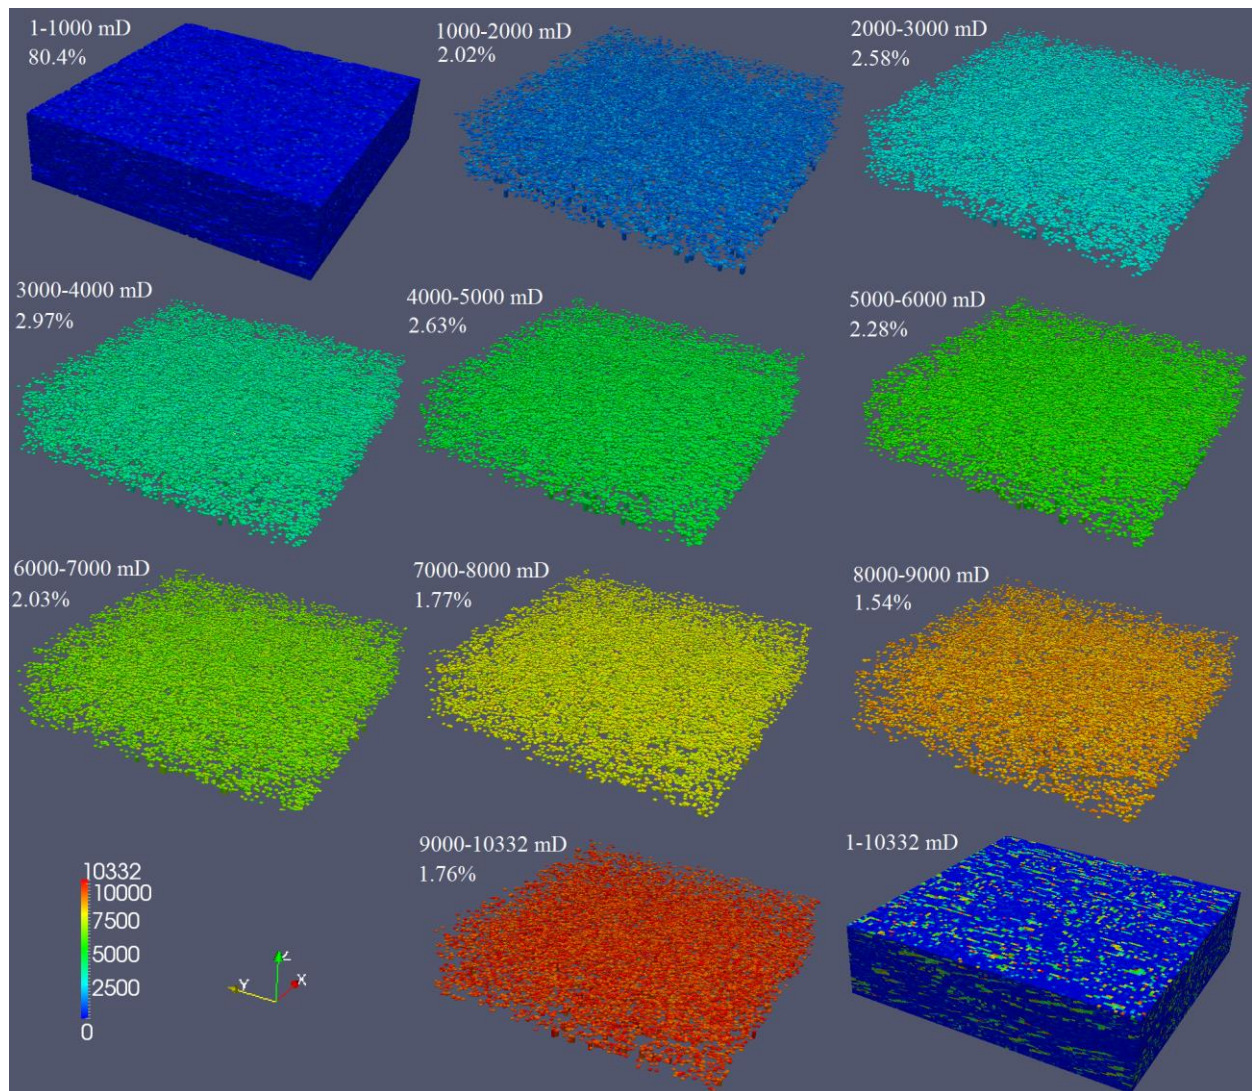 1-1000 mD
80.4%
1000-2000 mD
2.02%
2000-3000 mD
2.58%
3000-4000 mD
2.97%
4000-5000 mD
2.63%
5000-6000 mD
2.28%
6000-7000 mD
2.03%
7000-8000 mD
1.77%
8000-9000 mD
1.54%
10332
10000
7500
5000
2500
0
Z
Y
X
9000-10332 mD
1.76%
1-10332 mD